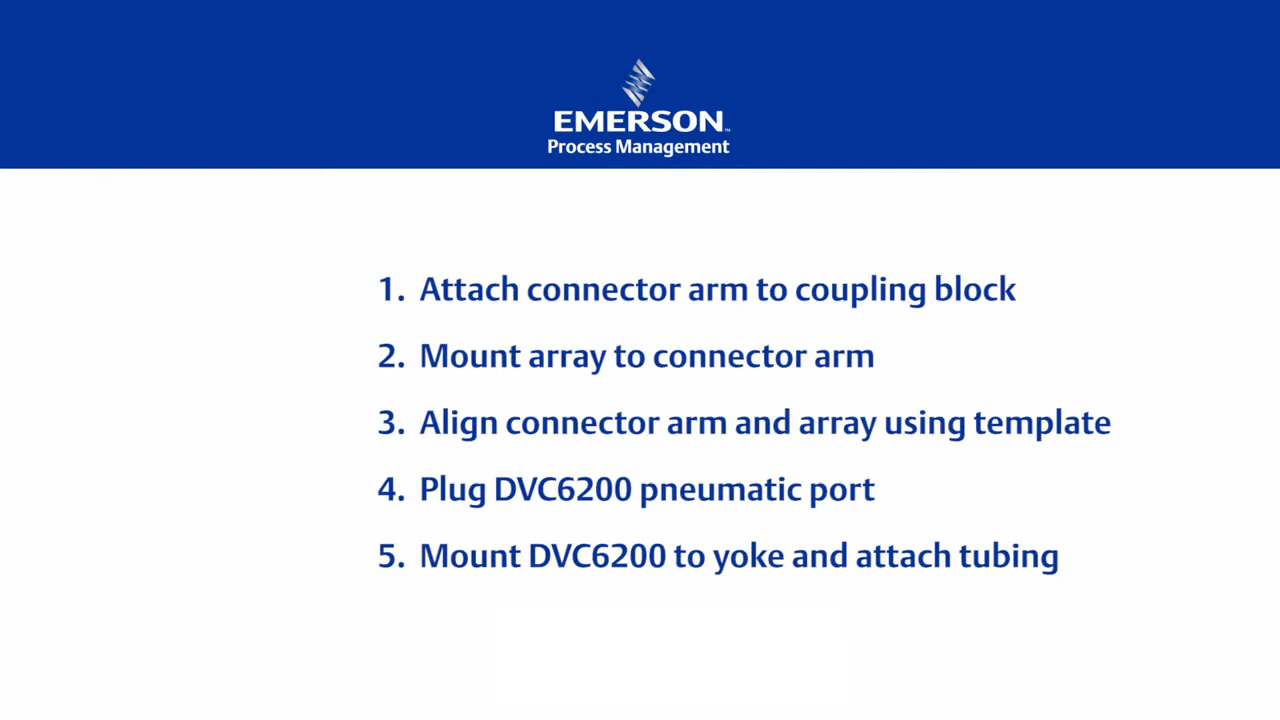 EMERSON™
Process Management
1. Attach connector arm to coupling block
2. Mount array to connector arm
3. Align connector arm and array using template
4. Plug DVC6200 pneumatic port
5. Mount DVC6200 to yoke and attach tubing